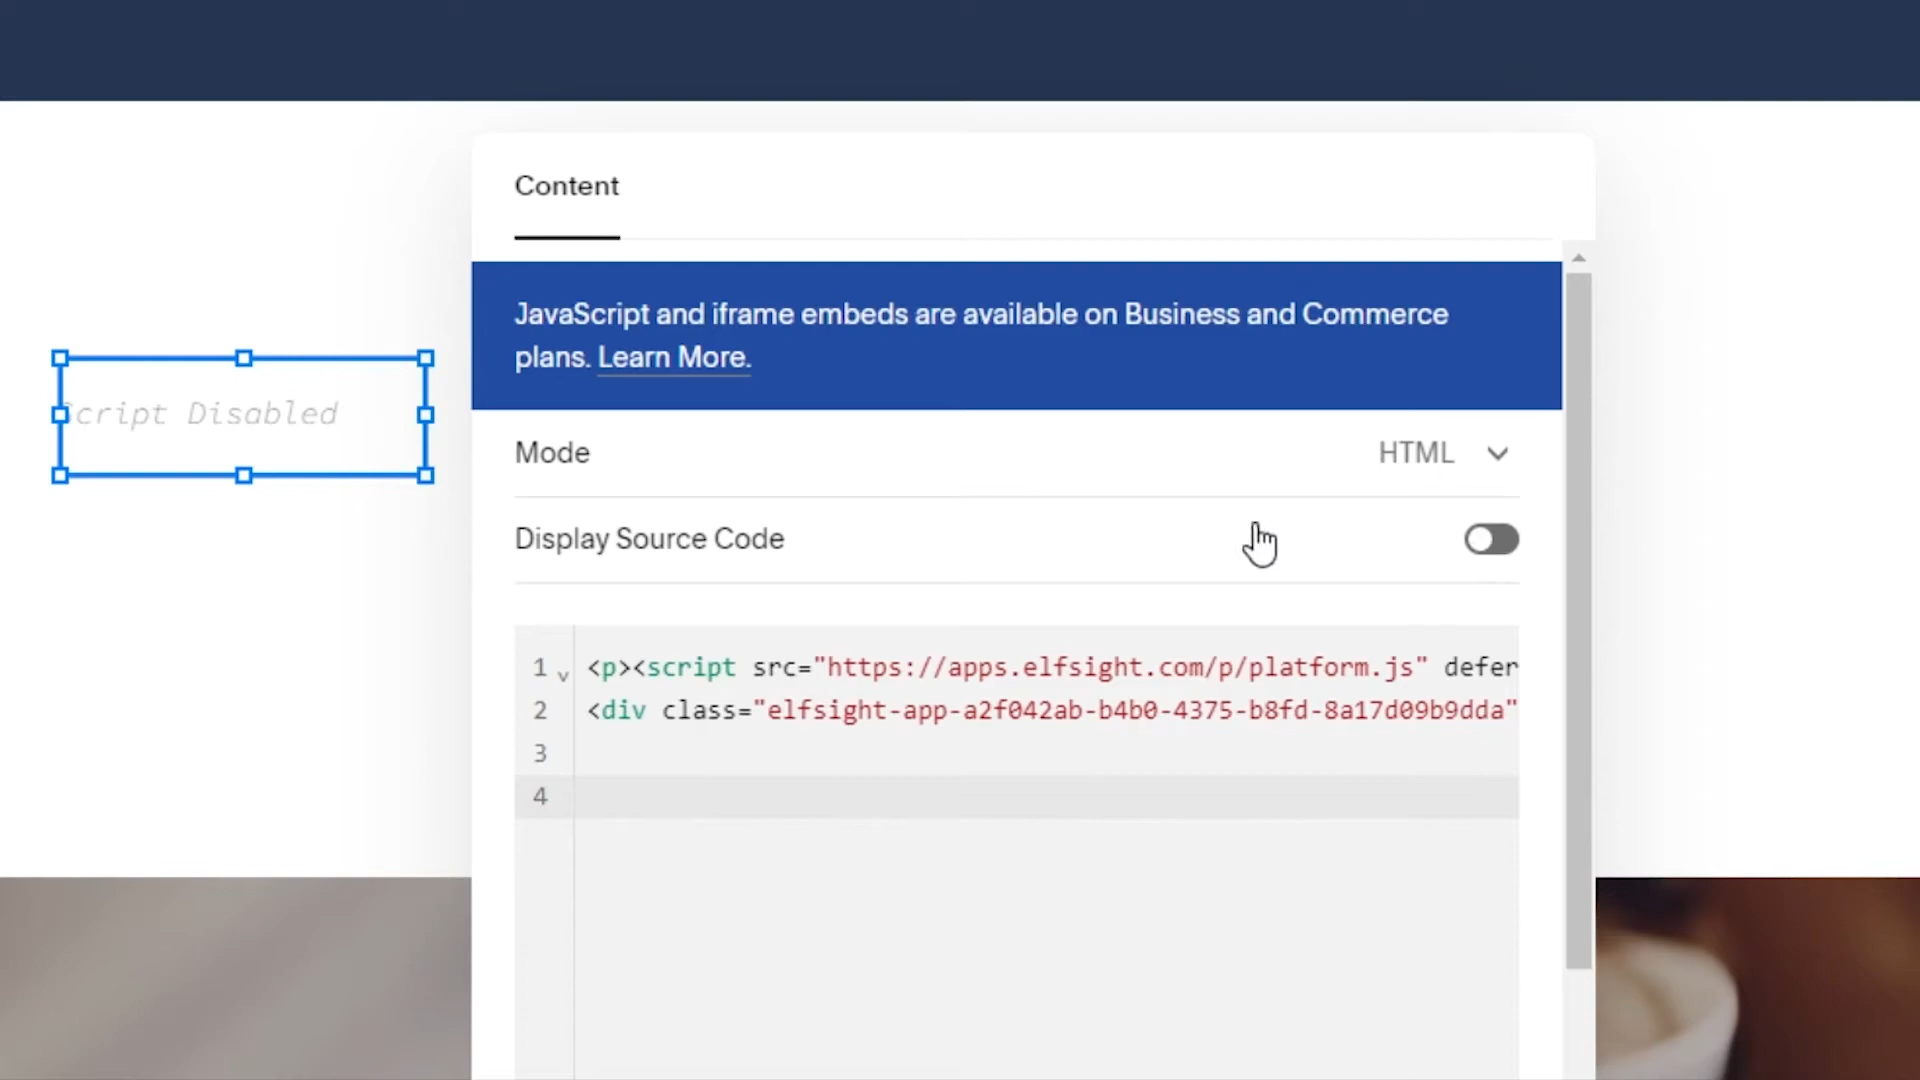 Content
JavaScript and iframe embeds are available on Business and Commerce
plans. Learn More.
Script Disabled
Mode
HTML
Display Source Code
1 <p><script src="https://apps.elfsight.com/p/platform.js" defer
2 <div class="elfsight-app-a2f042ab-b4b0-4375-b8fd-8a17d09b9dda"
3
4